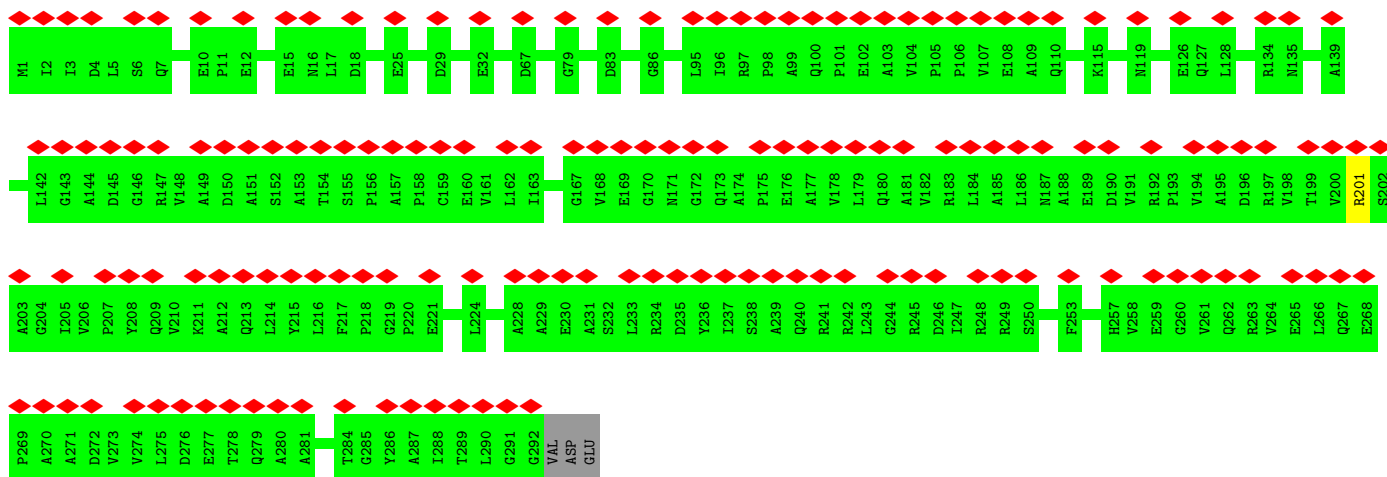 M1 I2 I3 D4 L5 S6 Q7 E10 P11 E12 E15 N16 L17 D18 E25 D29 E32 D67 G79 D83 G86 L95 I96 R97 P98 A99 Q100 P101 E102 A103 V104 P105 P106 V107 E108 A109 Q110 K115 N119 E126 Q127 L128 R134 N135 A139
L142 G143 A144 D145 G146 R147 V148 A149 D150 A151 S152 A153 T154 S155 P156 A157 P158 C159 E160 V161 L162 I163 G167 V168 E169 G170 N171 G172 Q173 A174 P175 E176 A177 V178 L179 Q180 A181 V182 R183 L184 A185 L186 N187 A188 E189 D190 V191 R192 P193 V194 A195 D196 R197 V198 T199 V200 R201 S202
A203 G204 I205 V206 P207 Y208 Q209 V210 K211 A212 Q213 L214 Y215 L216 F217 P218 G219 P220 E221 L224 A228 A229 E230 A231 S232 L233 R234 D235 Y236 I237 S238 A239 Q240 R241 R242 L243 G244 R245 D246 I247 R248 R249 S250 F253 H257 V258 E259 G260 V261 Q262 R263 V264 E265 L266 Q267 E268
P269 A270 A271 D272 V273 V274 L275 D276 E277 T278 Q279 A280 A281 T284 G285 Y286 A287 I288 T289 L290 G291 G292 VAL ASP GLU